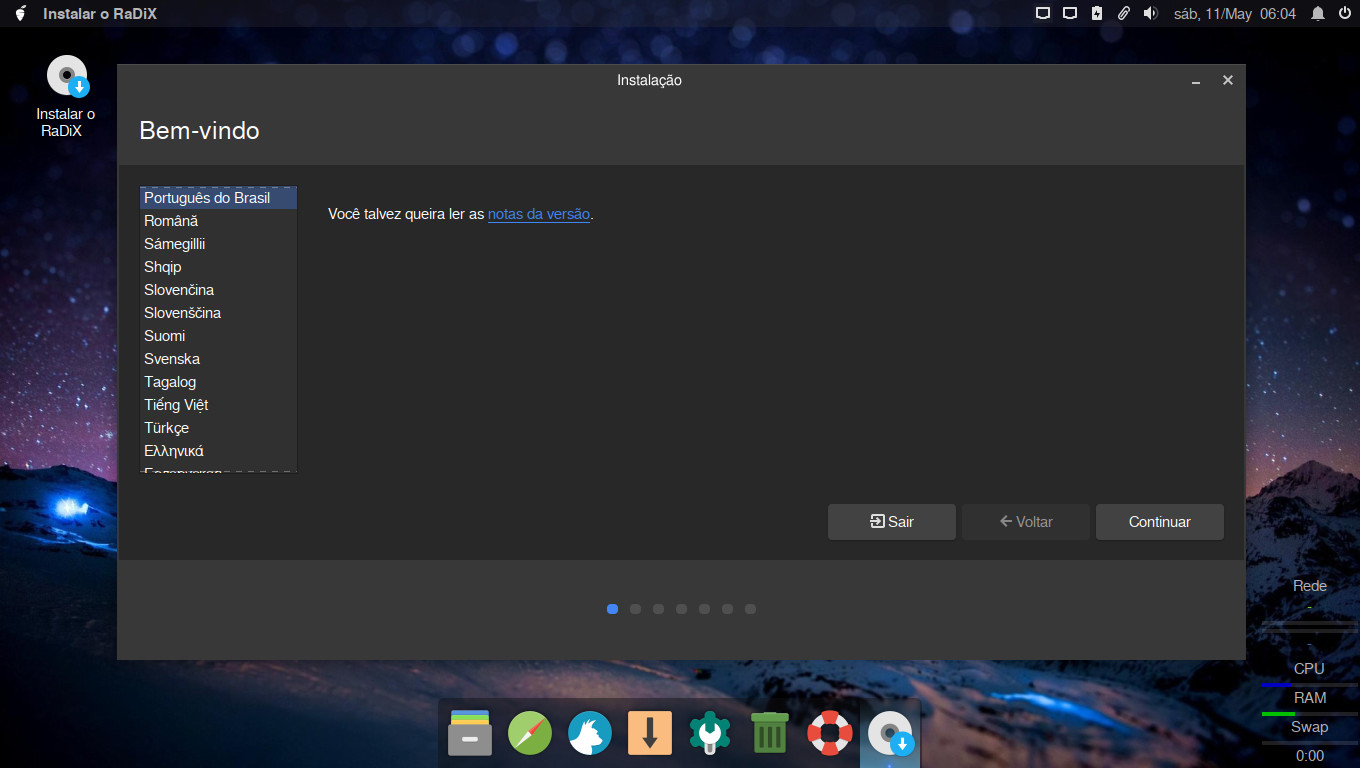 Instalar o RaDiX
sáb, 11/May 06:04
Instalar o
RaDiX
Instalação
Bem-vindo
Português do Brasil
Română
Sámegillii
Shqip
Slovenčina
Slovenščina
Suomi
Svenska
Tagalog
Tiếng Việt
Türkçe
Ελληνικά
Você talvez queira ler as notas da versão.
Sair
Voltar
Continuar
Rede
-
-
CPU
RAM
Swap
0:00